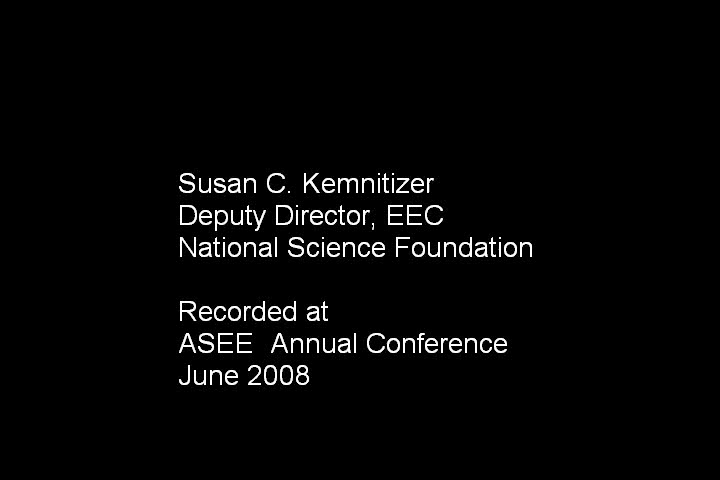 Susan C. Kemnitizer
Deputy Director, EEC
National Science Foundation
Recorded at
ASEE  Annual Conference
June 2008